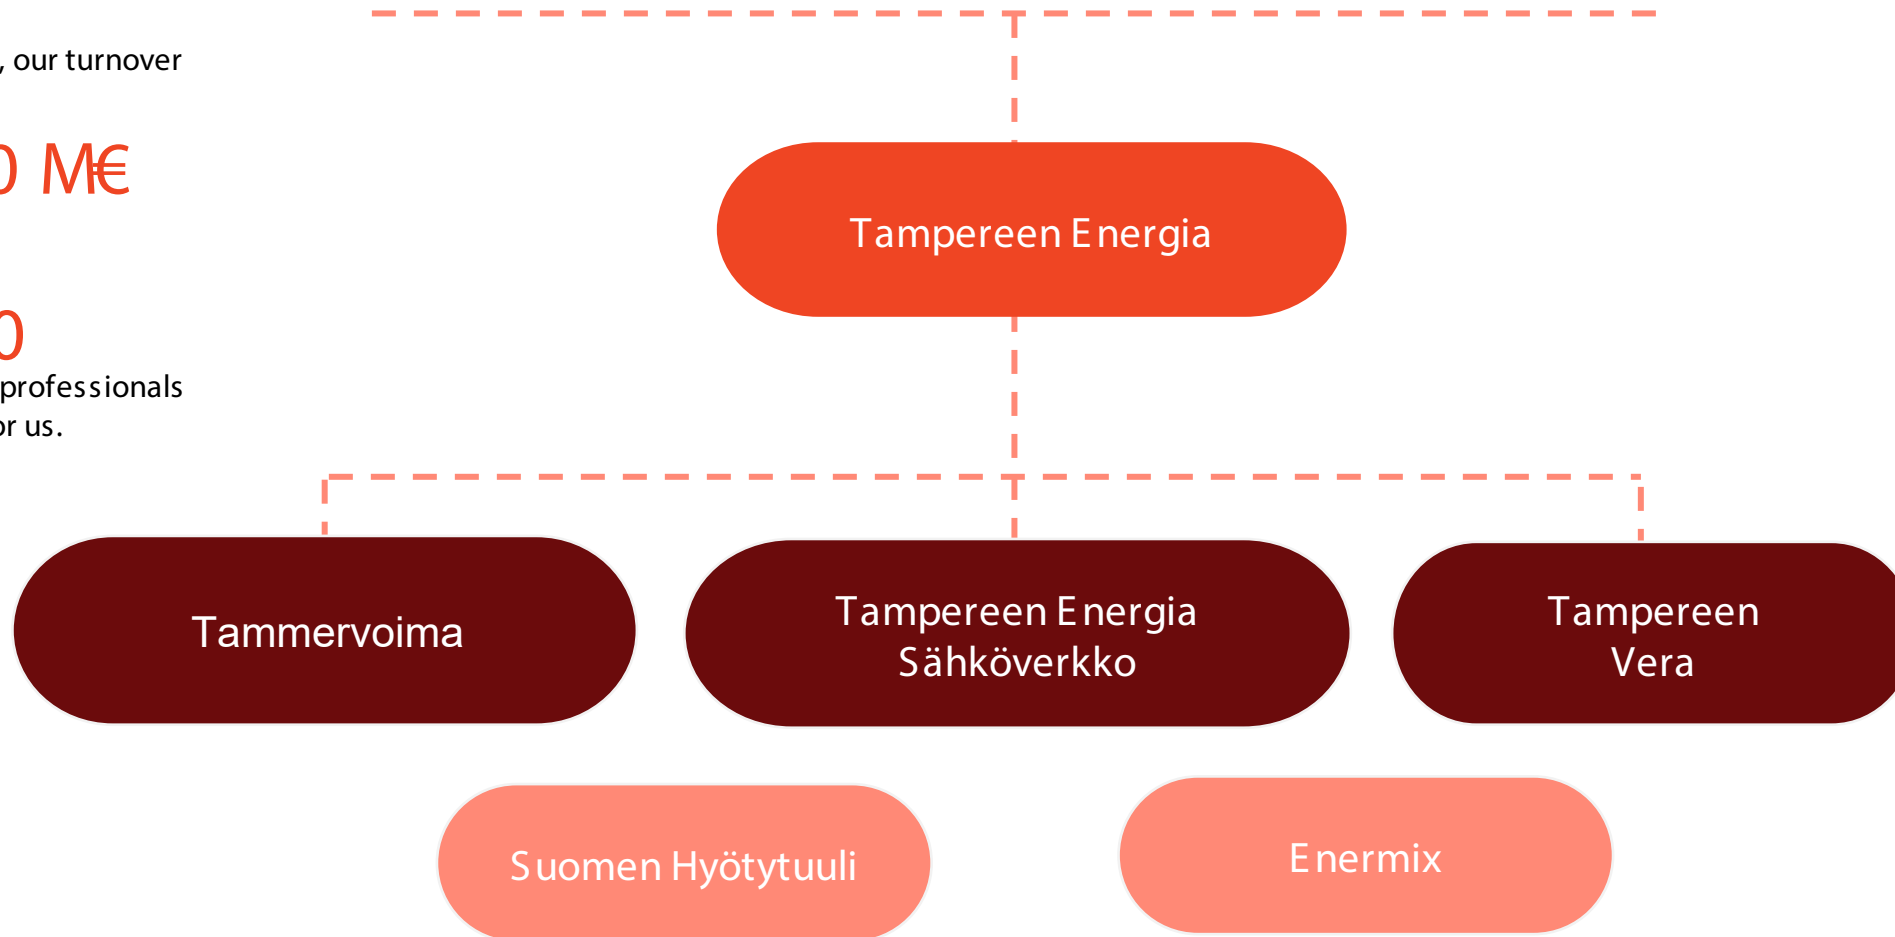 , our turnover
0 M€
0
professionals
or us.
Tampereen Energia
Tammervoima
Tampereen Energia
Sähköverkko
Tampereen
Vera
Suomen Hyötytuuli
Enermix